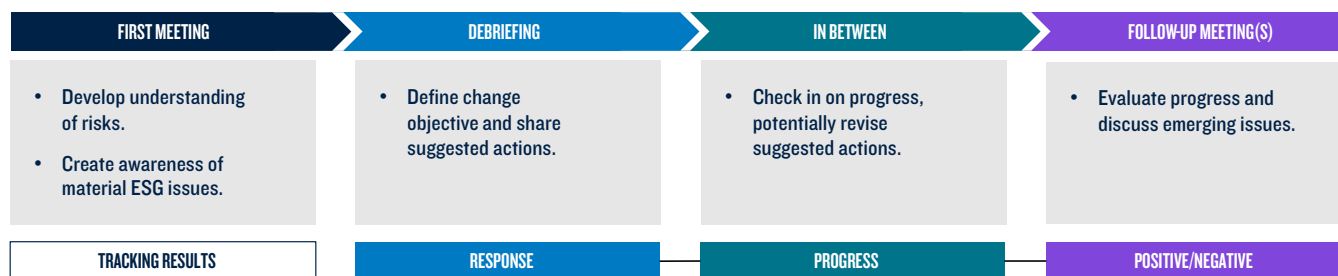 FIRST MEETING
DEBRIEFING
IN BETWEEN
FOLLOW-UP MEETING(S)
• Develop understanding
of risks.
• Create awareness of
material ESG issues.
• Define change
objective and share
suggested actions.
• Check in on progress,
potentially revise
suggested actions.
• Evaluate progress and
discuss emerging issues.
TRACKING RESULTS
RESPONSE
PROGRESS
POSITIVE/NEGATIVE